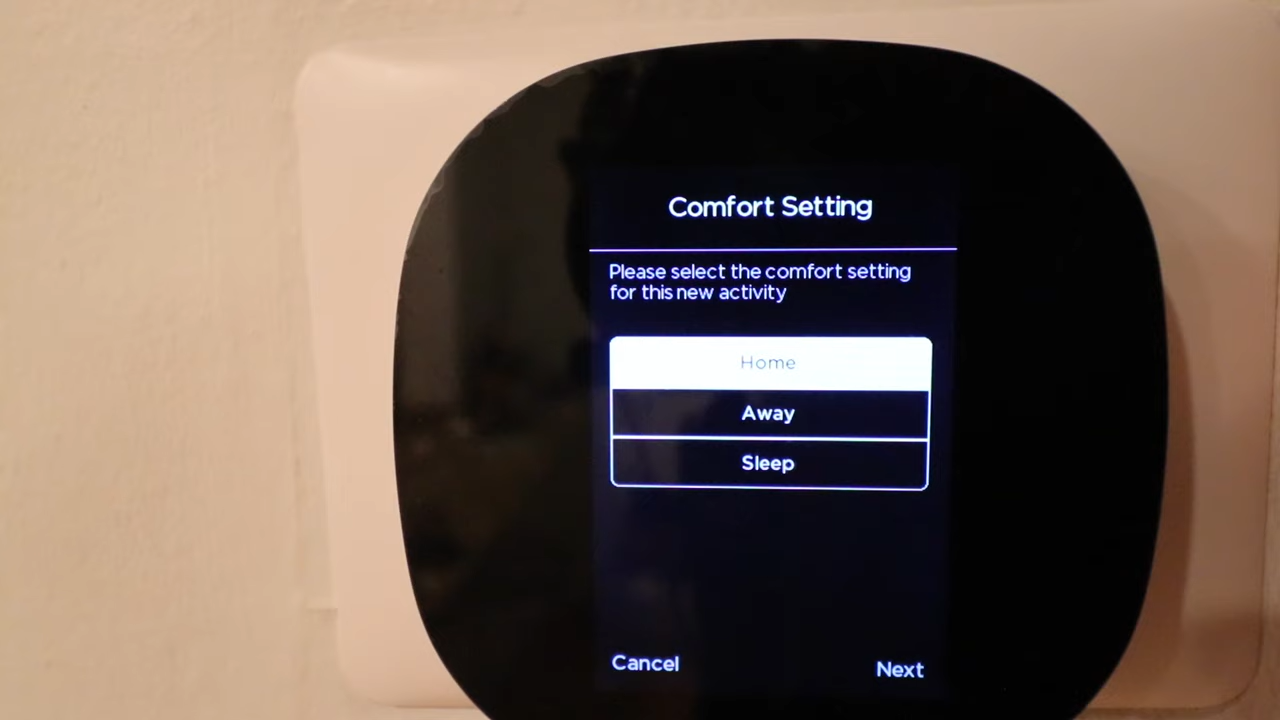 Comfort Setting
Please select the comfort setting
for this new activity
Home
Away
Sleep
Cancel
Next